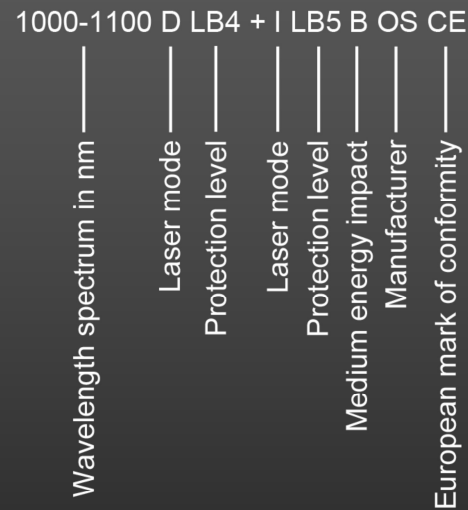 1000-1100 D LB4 + I LB5 B OS CE
Wavelength spectrum in nm
Laser mode
Protection level
Laser mode
Protection level
Medium energy impact
Manufacturer
European mark of conformity